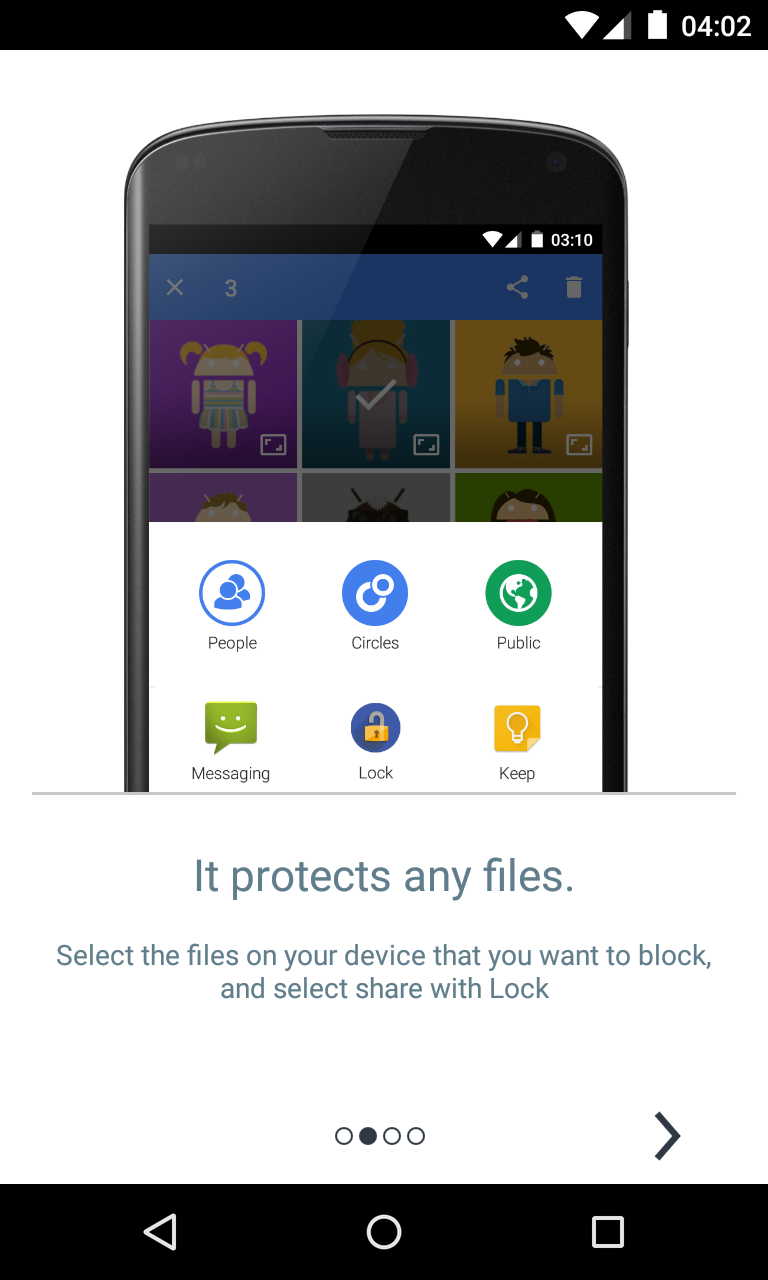 04:02
03:10
3
People
Circles
Public
Messaging
Lock
Keep
It protects any files.
Select the files on your device that you want to block,
and select share with Lock